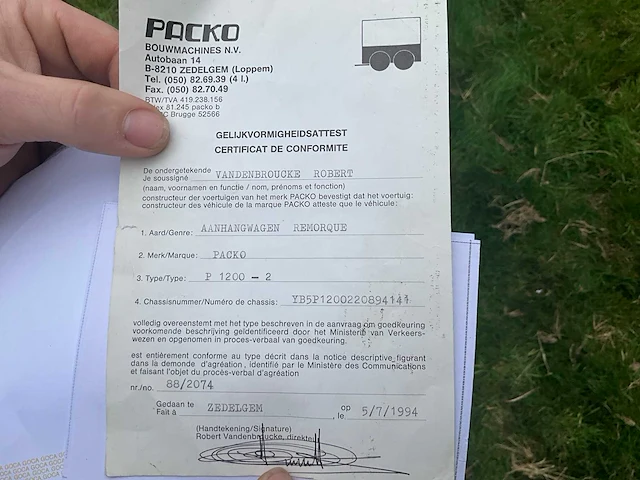 PACKO
BOUWMACHINES N.V.
Autobaan 14
B-8210 ZEDELGEM (Loppem)
Tel. (050) 82.69.39 (4 l.)
Fax. (050) 82.70.49
BTW/TVA 419.238.156
81.245 packo b
Brugge 52566
GELIJKVORMIGHEIDSATTEST
CERTIFICAT DE CONFORMITE
De ondergetekende
Je soussigné VANDENBROUCKE ROBERT
(naam, voornamen en functie / nom, prénoms et fonction)
constructeur der voertuigen van het merk PACKO bevestigt dat het voertuig:
constructeur des véhicule de la marque PACKO atteste que le véhicule:
1. Aard/Genre: AANHANGWAGEN REMORQUE
2. Merk/Marque: PACKO
3. Type/Type: P 1200 - 2
4. Chassisnummer/Numéro de chassis: YB5P1200220894141
volledig overeenstemt met het type beschreven in de aanvraag om goedkeuring
voorkomende beschrijving geïdentificeerd door het Ministerie van Verkeers-
wezen en opgenomen in proces-verbaal van goedkeuring.
est entièrement conforme au type décrit dans la notice descriptive figurant
dans la demonde d'agréation, identifié par le Ministère des Communications
et faisant l'objet du procès-verbal d'agréation
nr./no. 88/2074
Gedaan te
Fait à ZEDELGEM op
le 5/7/1994
(Handtekening/Signature)
Robert Vandenbroucke, directeur